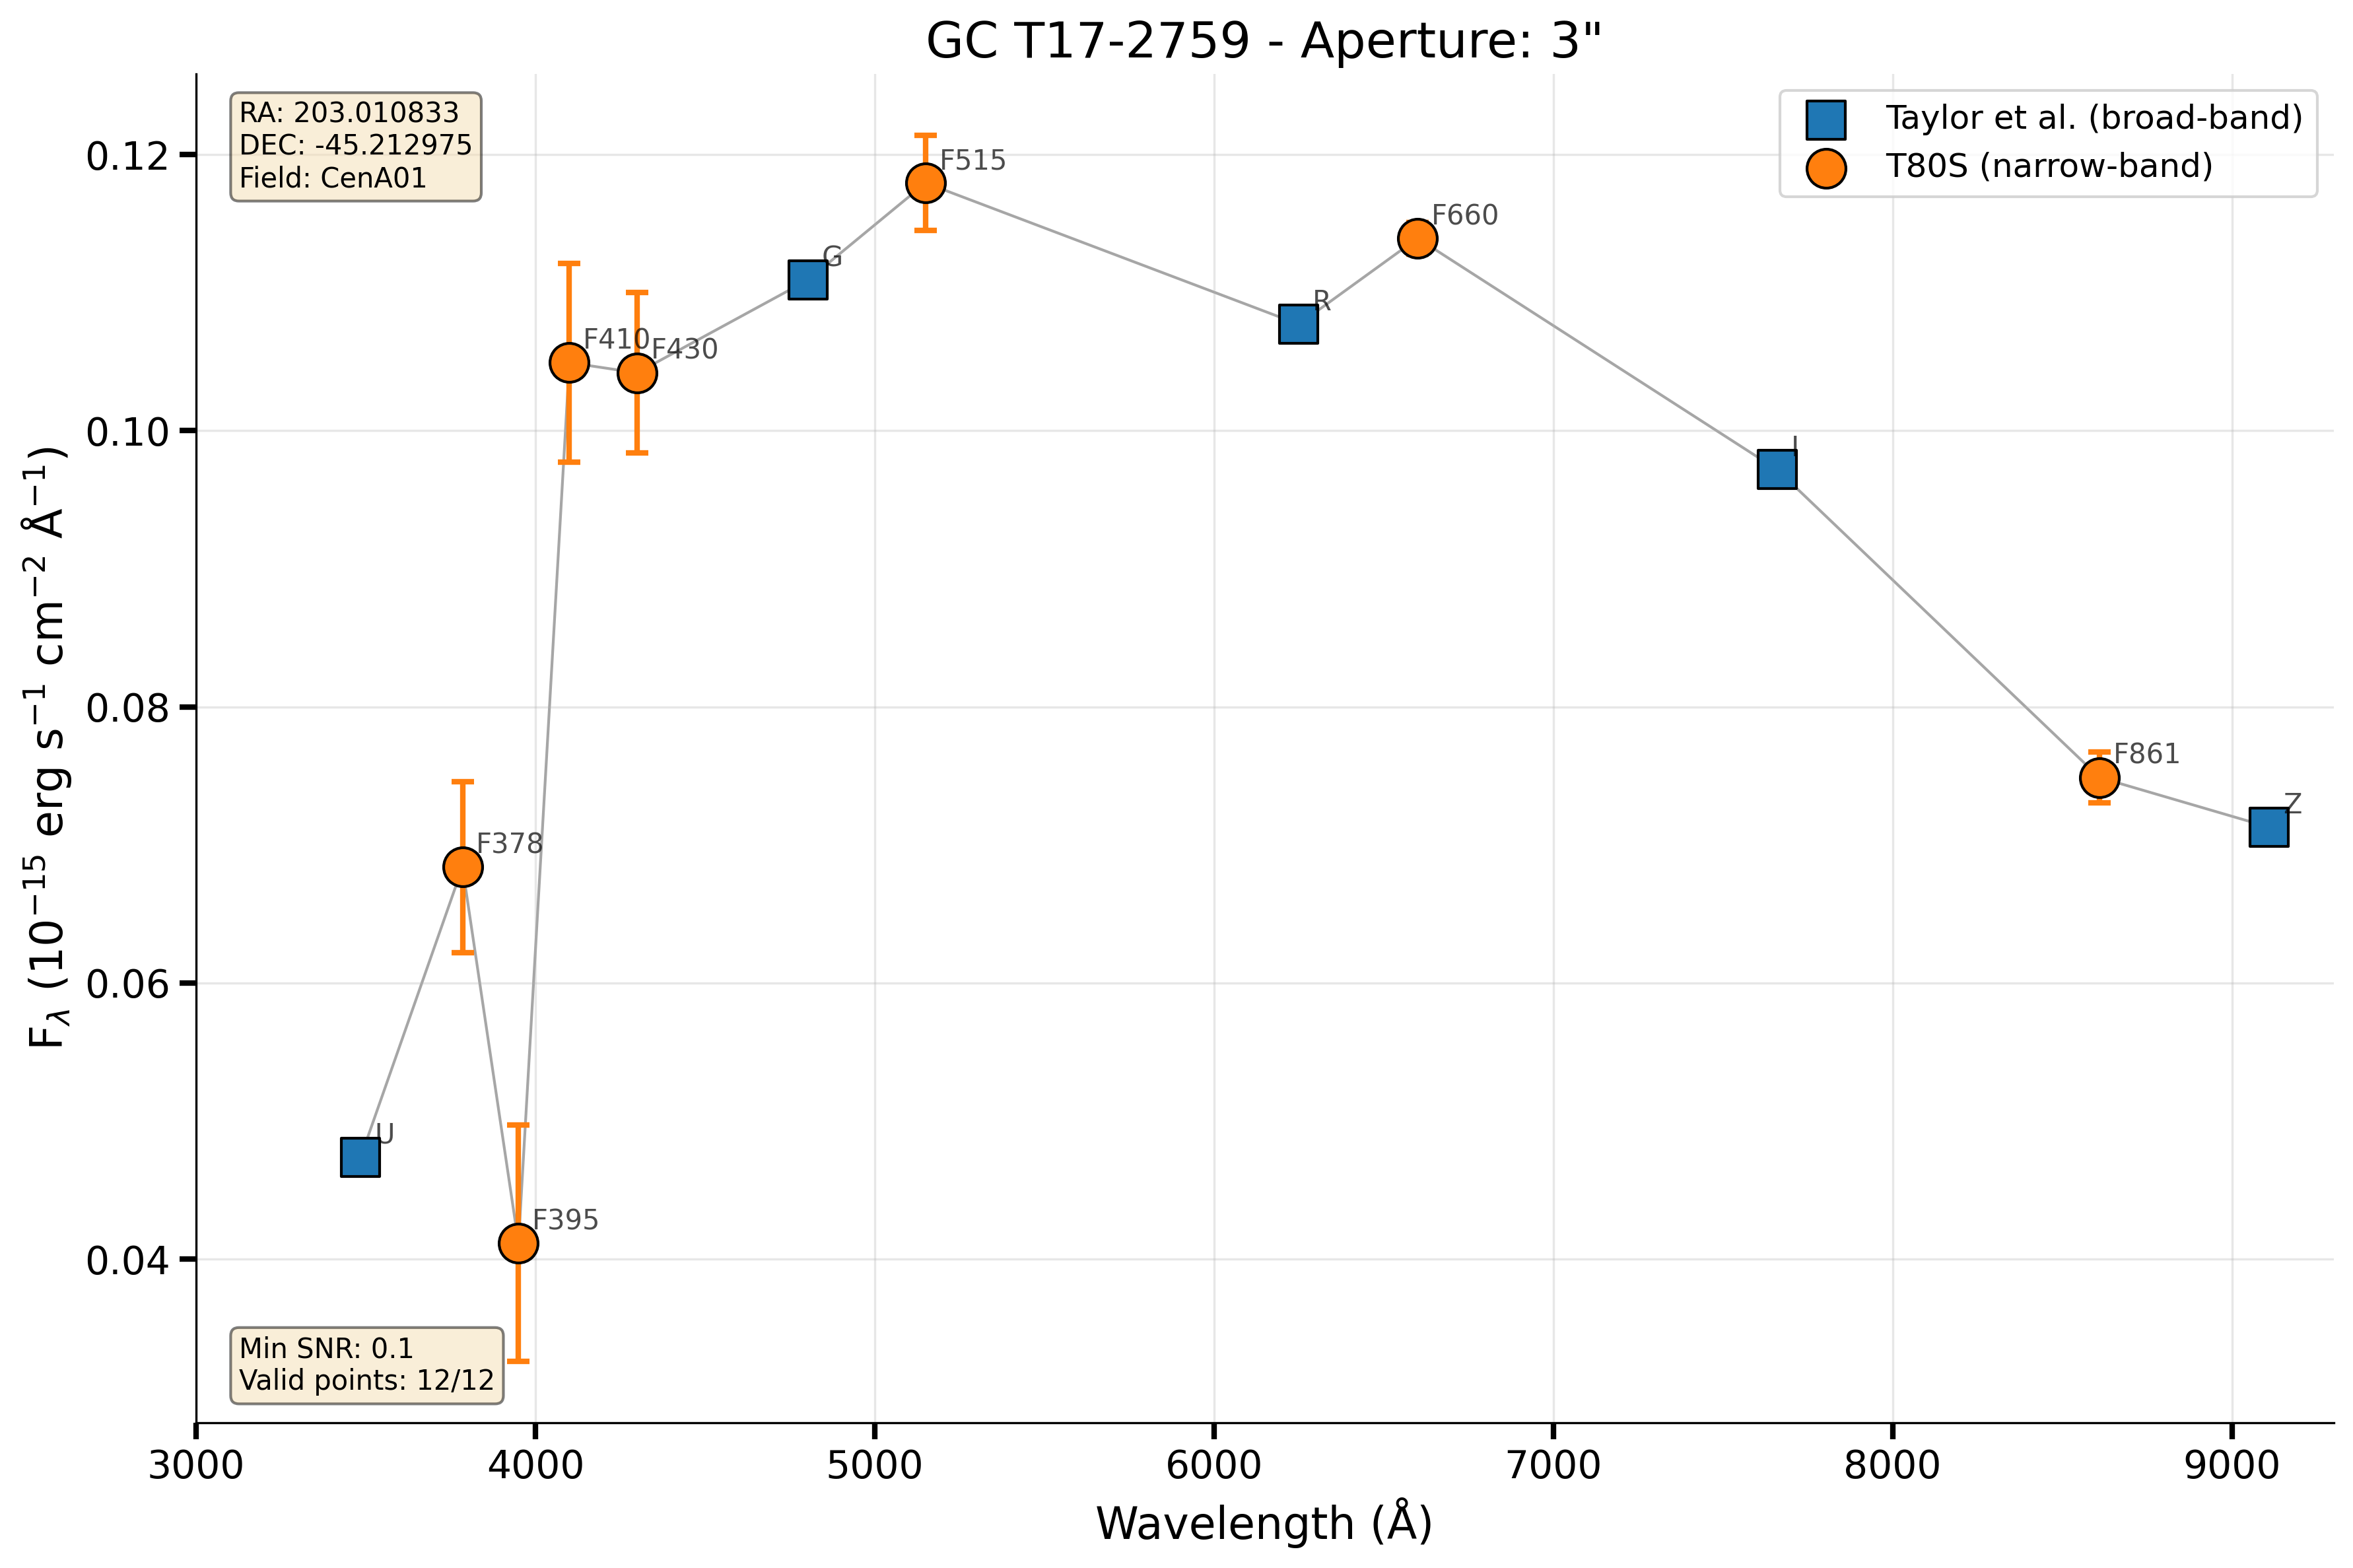 GC T17-2759 - Aperture: 3"
RA: 203.010833
DEC: -45.212975
Field: CenA01
Taylor et al. (broad-band)
T80S (narrow-band)
F515
F660
G
R
F410
F430
I
F378
F861
Z
U
F395
Min SNR: 0.1
Valid points: 12/12
0.12
0.10
0.08
0.06
0.04
F_λ (10⁻¹⁵ erg s⁻¹ cm⁻² Å⁻¹)
3000 4000 5000 6000 7000 8000 9000
Wavelength (Å)